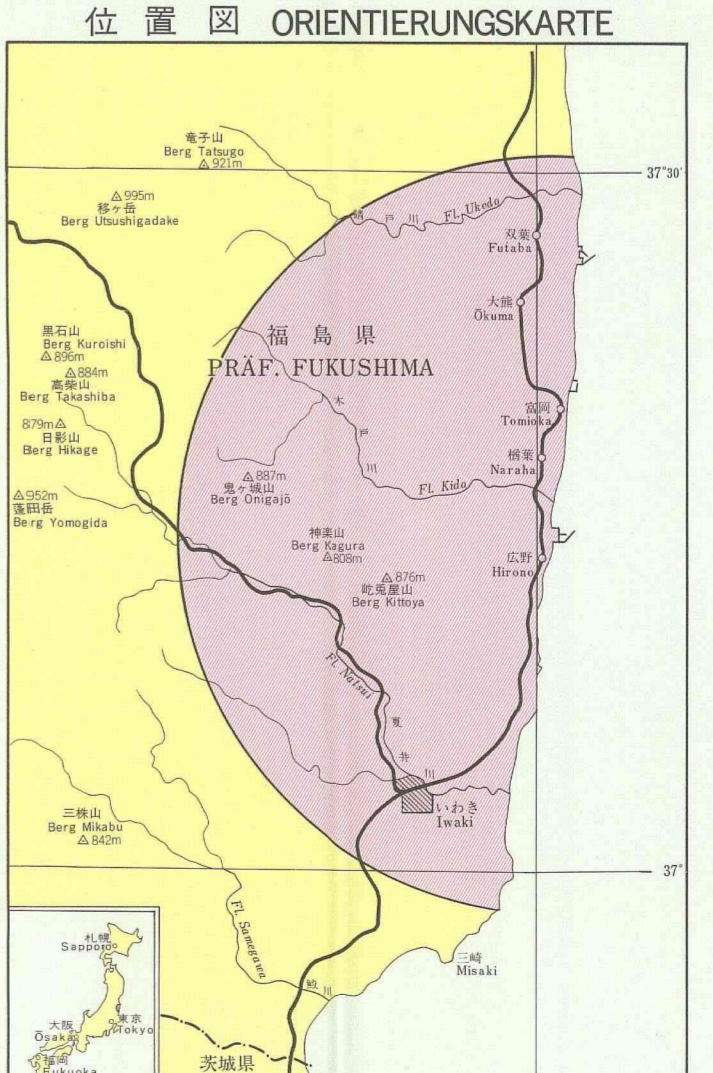 位置図 ORIENTIERUNGSKARTE
竜子山
Berg Tatsugo
921m
37°30'
995m
移ヶ岳
Berg Utsushigadake
請戸川 Fl. Ukedo
双葉
Futaba
大熊
Ōkuma
福島県
PRÄF. FUKUSHIMA
黒石山
Berg Kuroishi
896m
884m
高柴山
Berg Takashiba
879m
日影山
Berg Hikage
木戸川
Fl. Kido
富岡
Tomioka
楢葉
Naraha
887m
鬼ヶ城山
Berg Onigajō
952m
蓬田岳
Berg Yomogida
神楽山
Berg Kagura
808m
広野
Hirono
876m
屹兎屋山
Berg Kittoya
Fl. Natsui
夏井川
いわき
Iwaki
三株山
Berg Mikabu
842m
37°
Fl. Samegawa
鮫川
三崎
Misaki
札幌
Sapporo
東京
Tokyo
大阪
Ōsaka
福岡
Fukuoka
茨城県